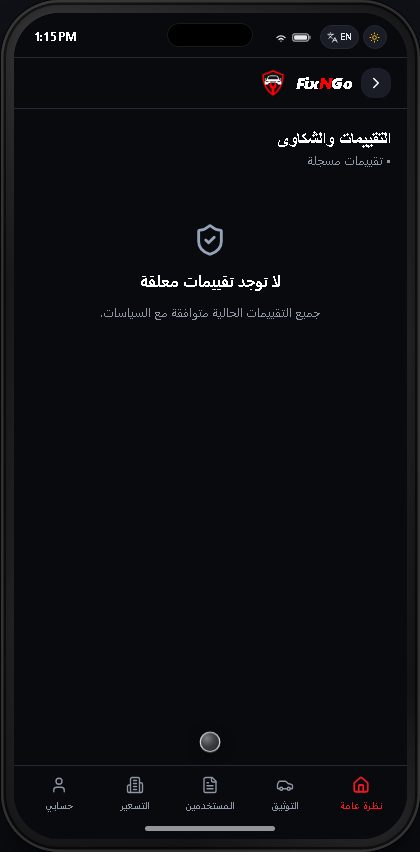 1:15 PM
EN
FixNGo
التقييمات والشكاوى
• تقييمات مسجلة
لا توجد تقييمات معلقة
جميع التقييمات الحالية متوافقة مع السياسات.
نظرة عامة
التوثيق
المستخدمين
التسعير
حسابي